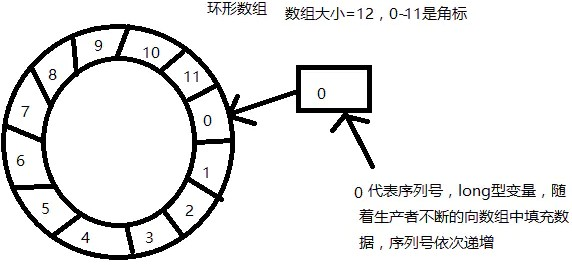 环形数组
数组大小=12，0-11是角标
9
10
8
11
7
0
0
6
1
5
2
4
3
0 代表序列号，long型变量，随
着生产者不断的向数组中填充数
据，序列号依次递增